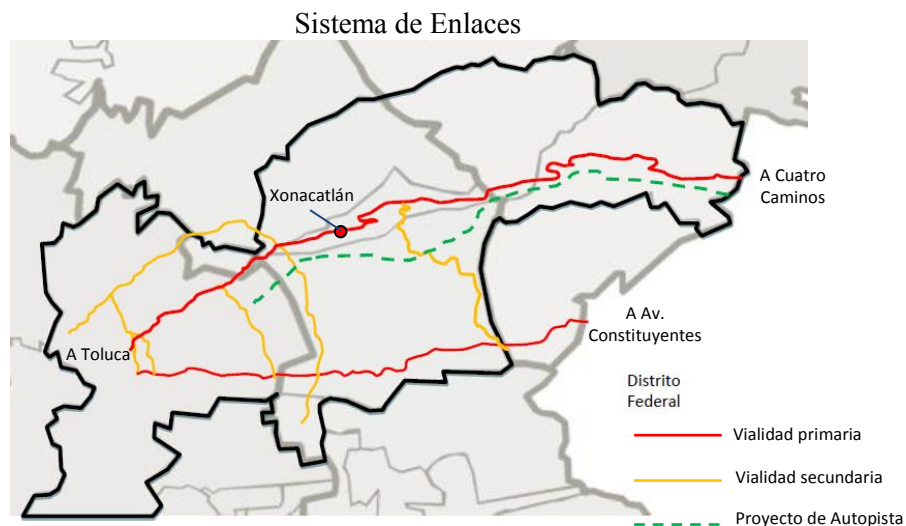 Sistema de Enlaces
Xonacatlán
A Cuatro
Caminos
A Toluca
A Av.
Constituyentes
Distrito
Federal
Vialidad primaria
Vialidad secundaria
Proyecto de Autopista